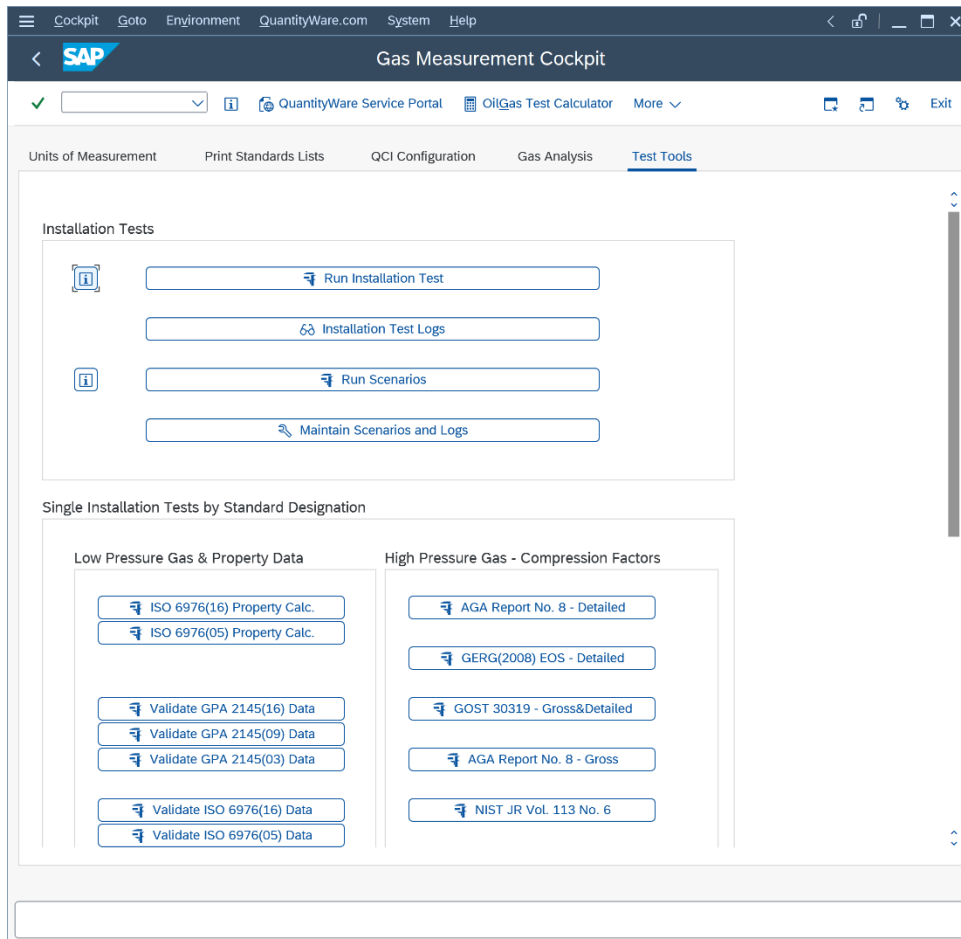 Cockpit Goto Environment QuantityWare.com System Help
SAP Gas Measurement Cockpit
QuantityWare Service Portal OilGas Test Calculator More Exit
Units of Measurement Print Standards Lists QCI Configuration Gas Analysis Test Tools
Installation Tests
Run Installation Test
Installation Test Logs
Run Scenarios
Maintain Scenarios and Logs
Single Installation Tests by Standard Designation
Low Pressure Gas & Property Data
ISO 6976(16) Property Calc.
ISO 6976(05) Property Calc.
Validate GPA 2145(16) Data
Validate GPA 2145(09) Data
Validate GPA 2145(03) Data
Validate ISO 6976(16) Data
Validate ISO 6976(05) Data
High Pressure Gas - Compression Factors
AGA Report No. 8 - Detailed
GERG(2008) EOS - Detailed
GOST 30319 - Gross&Detailed
AGA Report No. 8 - Gross
NIST JR Vol. 113 No. 6